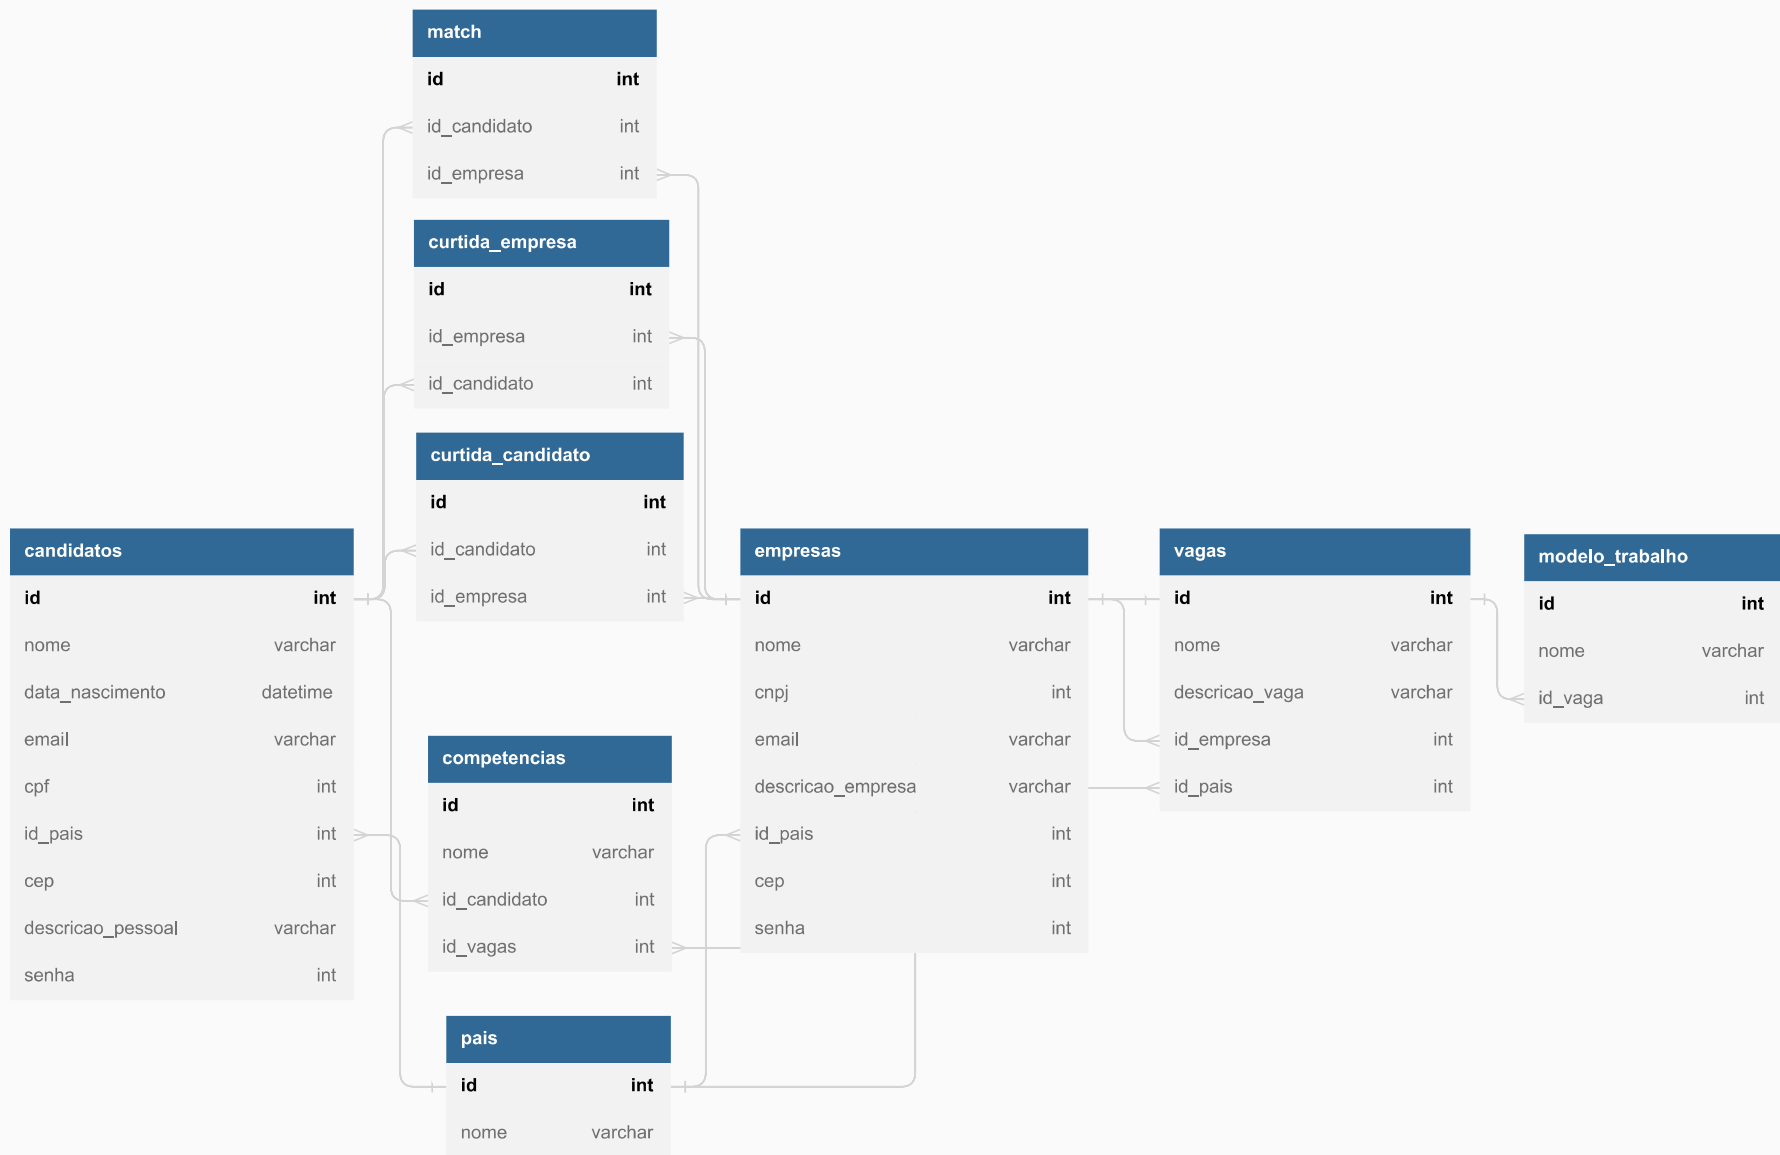 match
id int
id_candidato int
id_empresa int
curtida_empresa
id int
id_empresa int
id_candidato int
curtida_candidato
id int
id_candidato int
id_empresa int
candidatos
id int
nome varchar
data_nascimento datetime
email varchar
cpf int
id_pais int
cep int
descricao_pessoal varchar
senha int
competencias
id int
nome varchar
id_candidato int
id_vagas int
pais
id int
nome varchar
empresas
id int
nome varchar
cnpj int
email varchar
descricao_empresa varchar
id_pais int
cep int
senha int
vagas
id int
nome varchar
descricao_vaga varchar
id_empresa int
id_pais int
modelo_trabalho
id int
nome varchar
id_vaga int